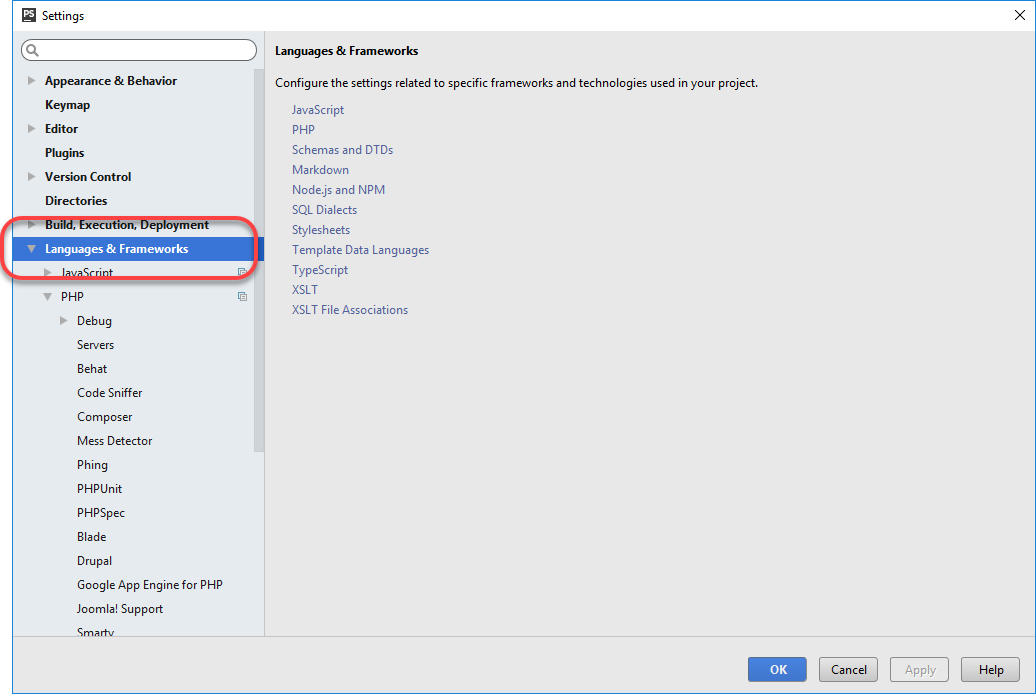 PS Settings
Appearance & Behavior
Keymap
Editor
Plugins
Version Control
Directories
Build, Execution, Deployment
Languages & Frameworks
JavaScript
PHP
Debug
Servers
Behat
Code Sniffer
Composer
Mess Detector
Phing
PHPUnit
PHPSpec
Blade
Drupal
Google App Engine for PHP
Joomla! Support
Smarty
Languages & Frameworks
Configure the settings related to specific frameworks and technologies used in your project.
JavaScript
PHP
Schemas and DTDs
Markdown
Node.js and NPM
SQL Dialects
Stylesheets
Template Data Languages
TypeScript
XSLT
XSLT File Associations
OK Cancel Apply Help